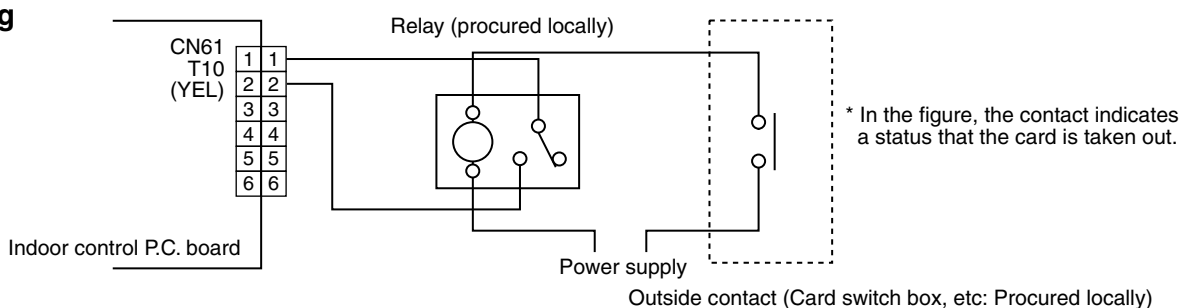 g
Relay (procured locally)
CN61
T10
(YEL)
1 1
2 2
3 3
4 4
5 5
6 6
* In the figure, the contact indicates
a status that the card is taken out.
Indoor control P.C. board
Power supply
Outside contact (Card switch box, etc: Procured locally)